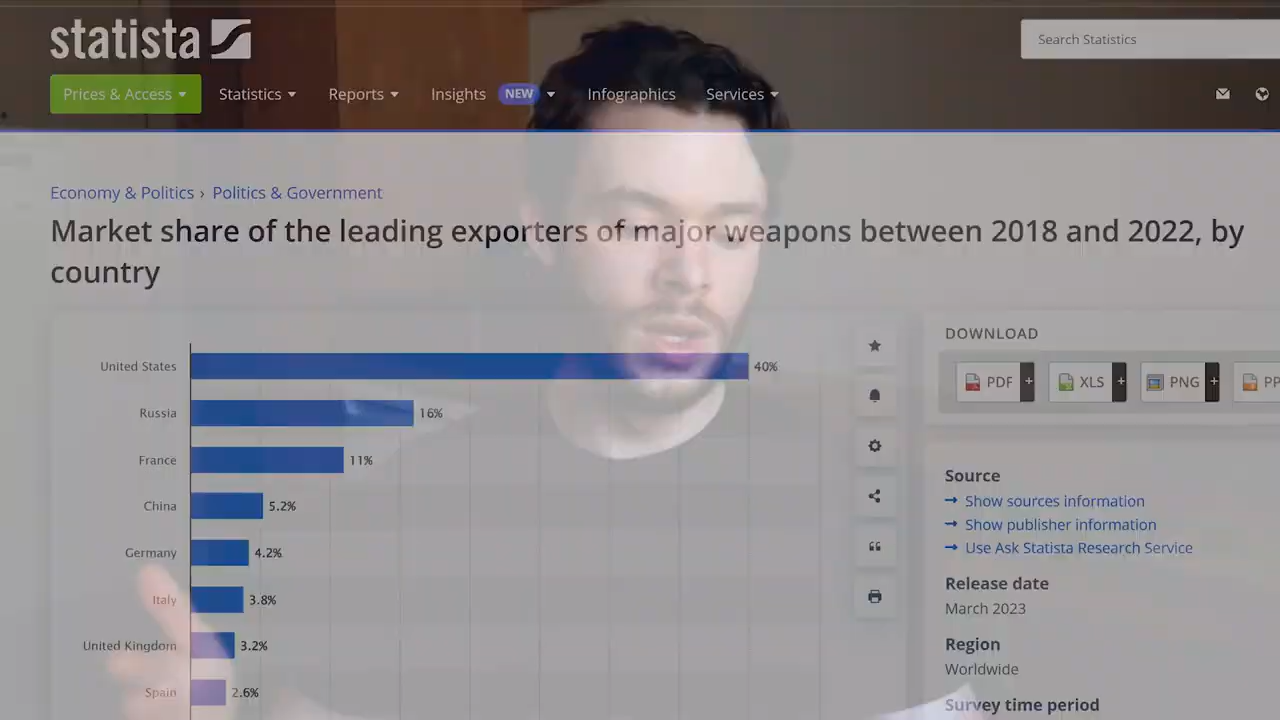 statista
Search Statistics
Prices & Access
Statistics
Reports
Insights
NEW
Infographics
Services
Economy & Politics › Politics & Government
Market share of the leading exporters of major weapons between 2018 and 2022, by
country
United States
40%
Russia
16%
France
11%
China
5.2%
Germany
4.2%
Italy
3.8%
United Kingdom
3.2%
Spain
2.6%
DOWNLOAD
PDF +
XLS +
PNG +
PP
Source
→ Show sources information
→ Show publisher information
→ Use Ask Statista Research Service
Release date
March 2023
Region
Worldwide
Survey time period